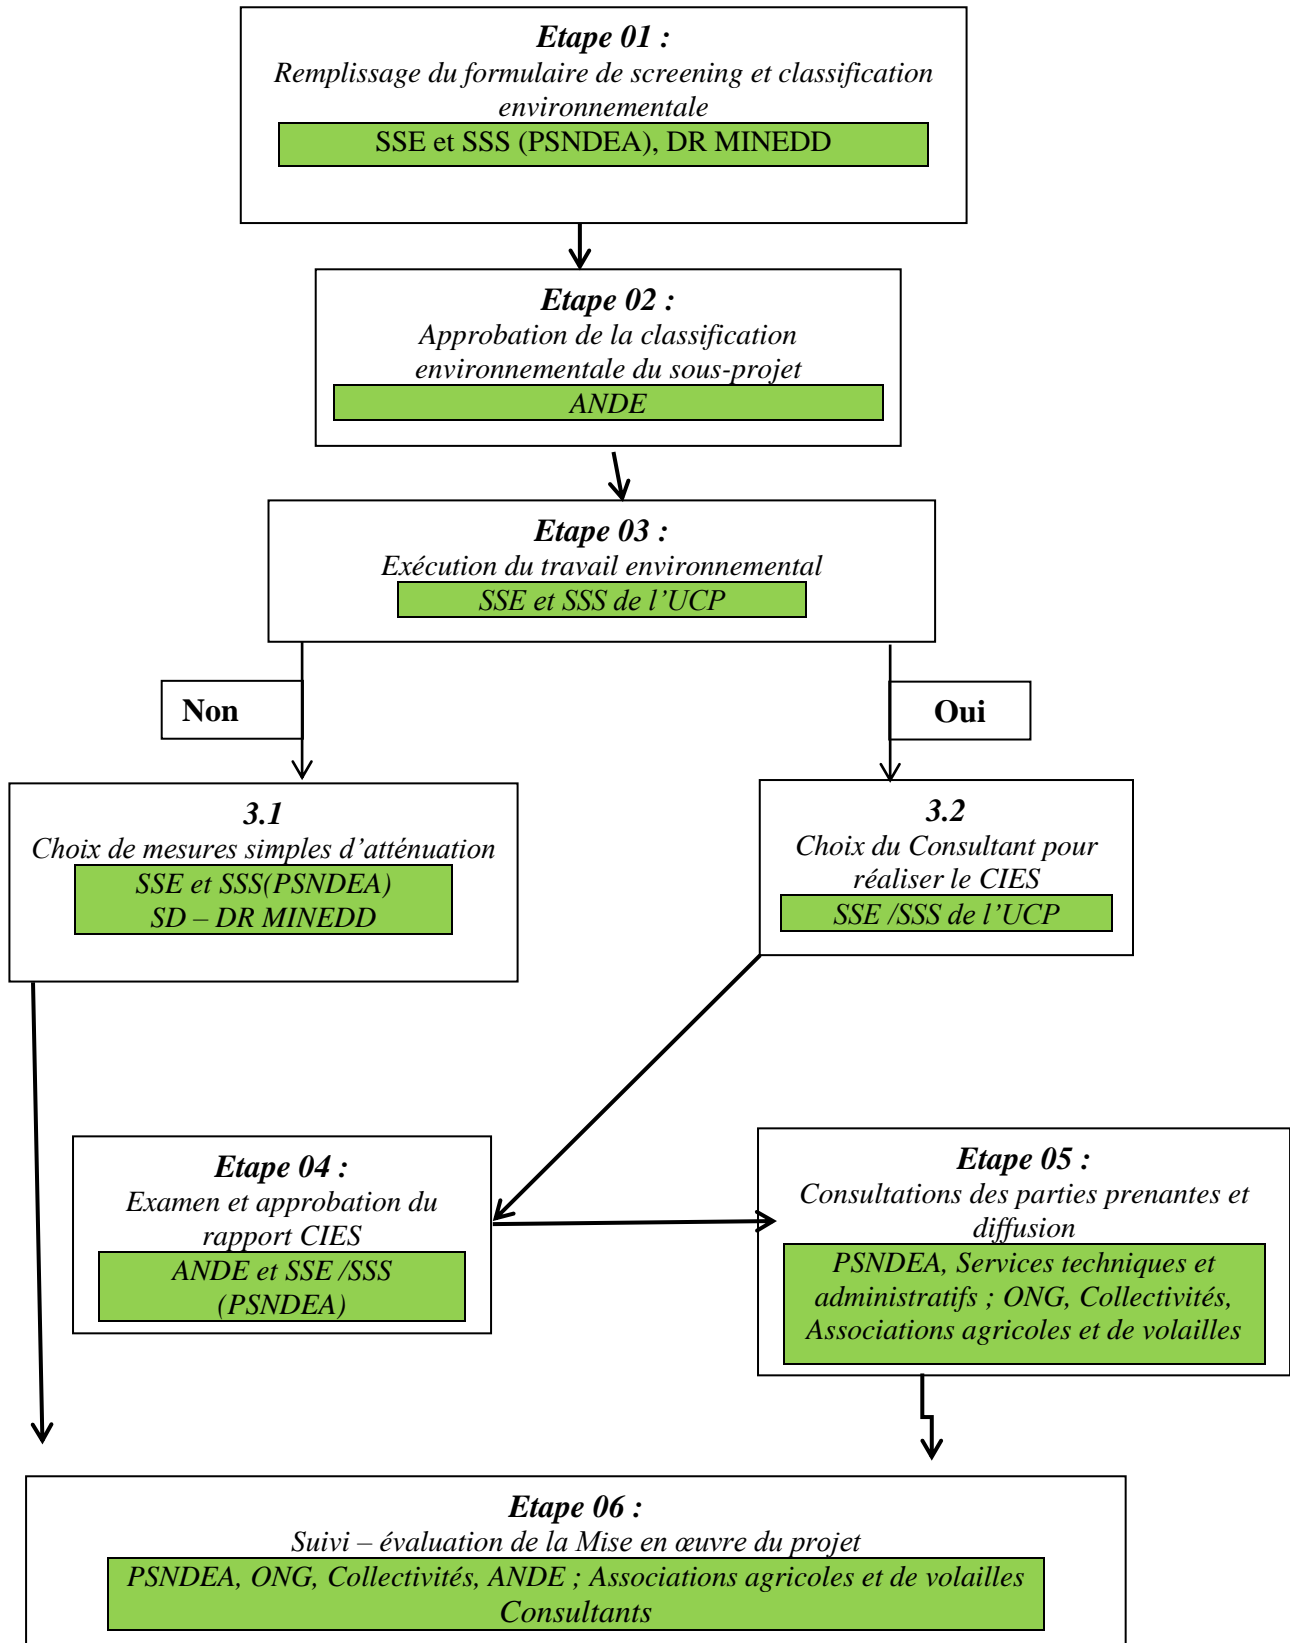 Etape 01 :
Remplissage du formulaire de screening et classification
environnementale
SSE et SSS (PSNDEA), DR MINEDD
Etape 02 :
Approbation de la classification
environnementale du sous-projet
ANDE
Etape 03 :
Exécution du travail environnemental
SSE et SSS de l’UCP
Non
Oui
3.1
Choix de mesures simples d’atténuation
SSE et SSS(PSNDEA)
SD – DR MINEDD
3.2
Choix du Consultant pour
réaliser le CIES
SSE /SSS de l’UCP
Etape 04 :
Examen et approbation du
rapport CIES
ANDE et SSE /SSS
(PSNDEA)
Etape 05 :
Consultations des parties prenantes et
diffusion
PSNDEA, Services techniques et
administratifs ; ONG, Collectivités,
Associations agricoles et de volailles
Etape 06 :
Suivi – évaluation de la Mise en œuvre du projet
PSNDEA, ONG, Collectivités, ANDE ; Associations agricoles et de volailles
Consultants